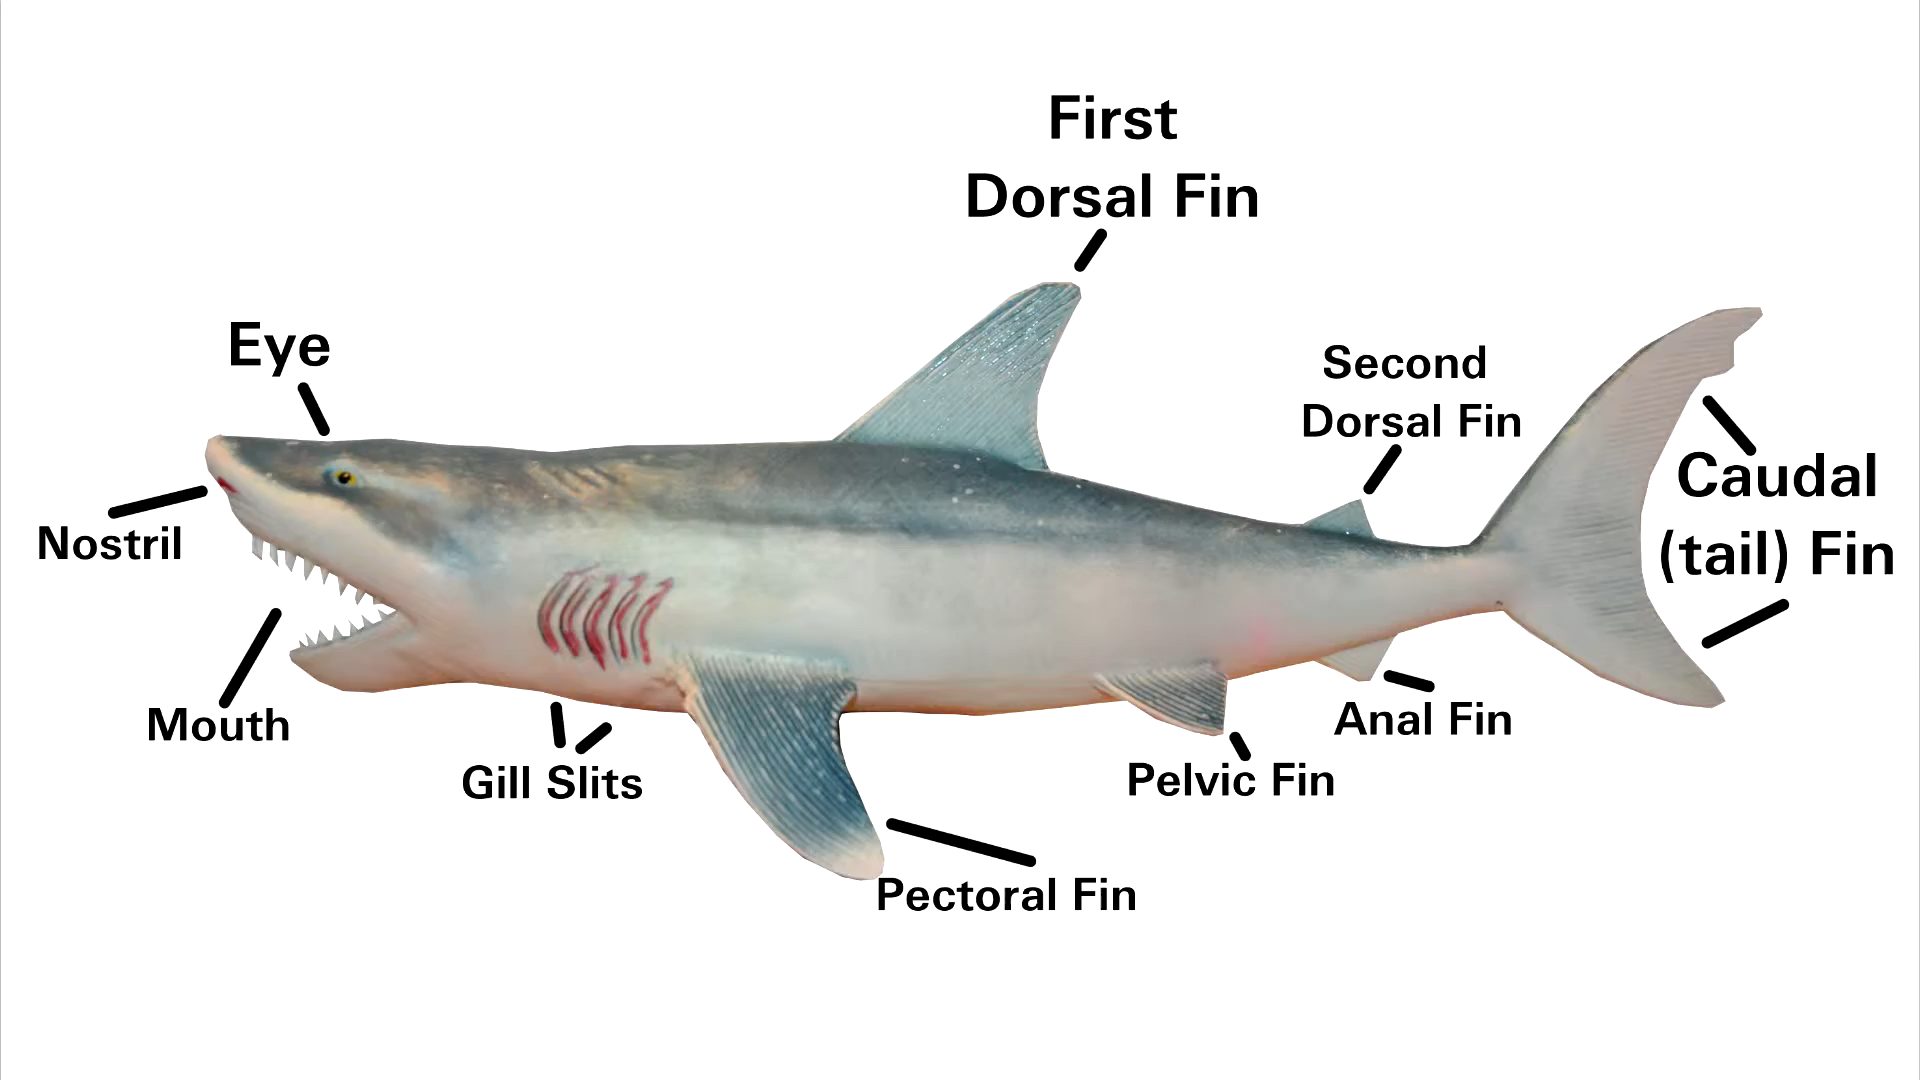 First
Dorsal Fin
Eye
Second
Dorsal Fin
Caudal
(tail) Fin
Nostril
Mouth
Gill Slits
Anal Fin
Pelvic Fin
Pectoral Fin